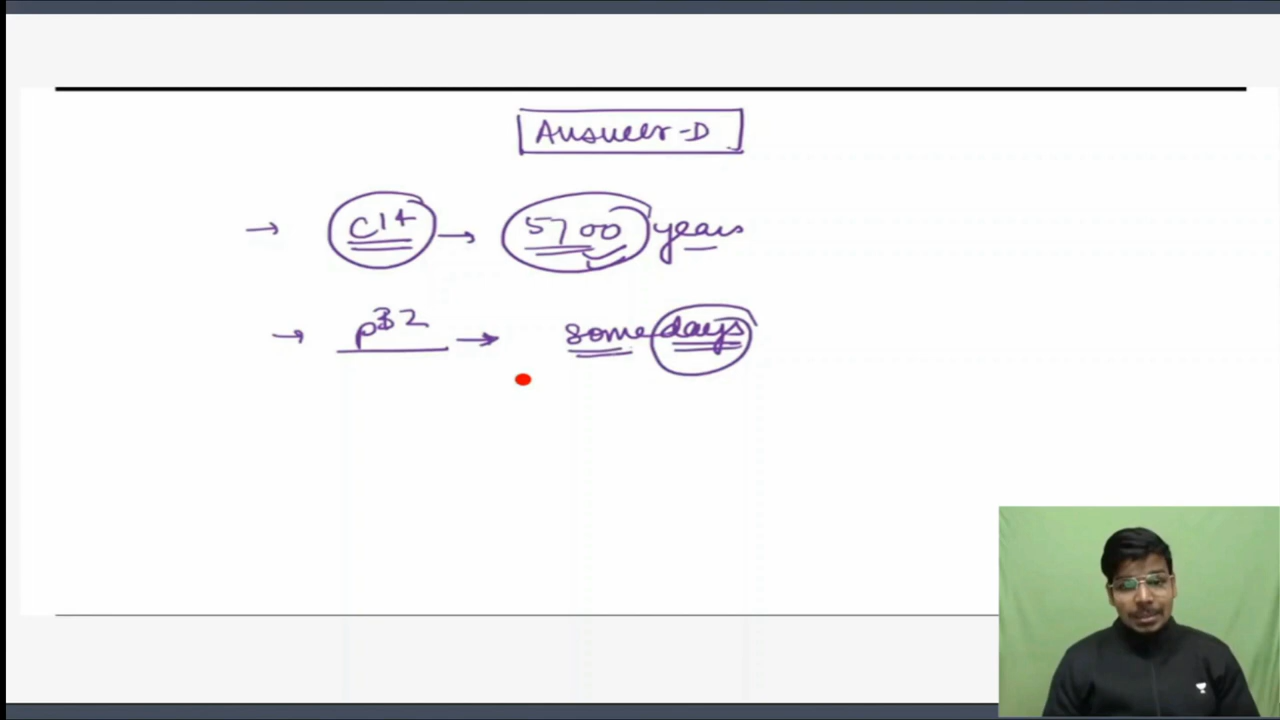 Answer-D
→ C14 → 5700 years
→ p32 → some days